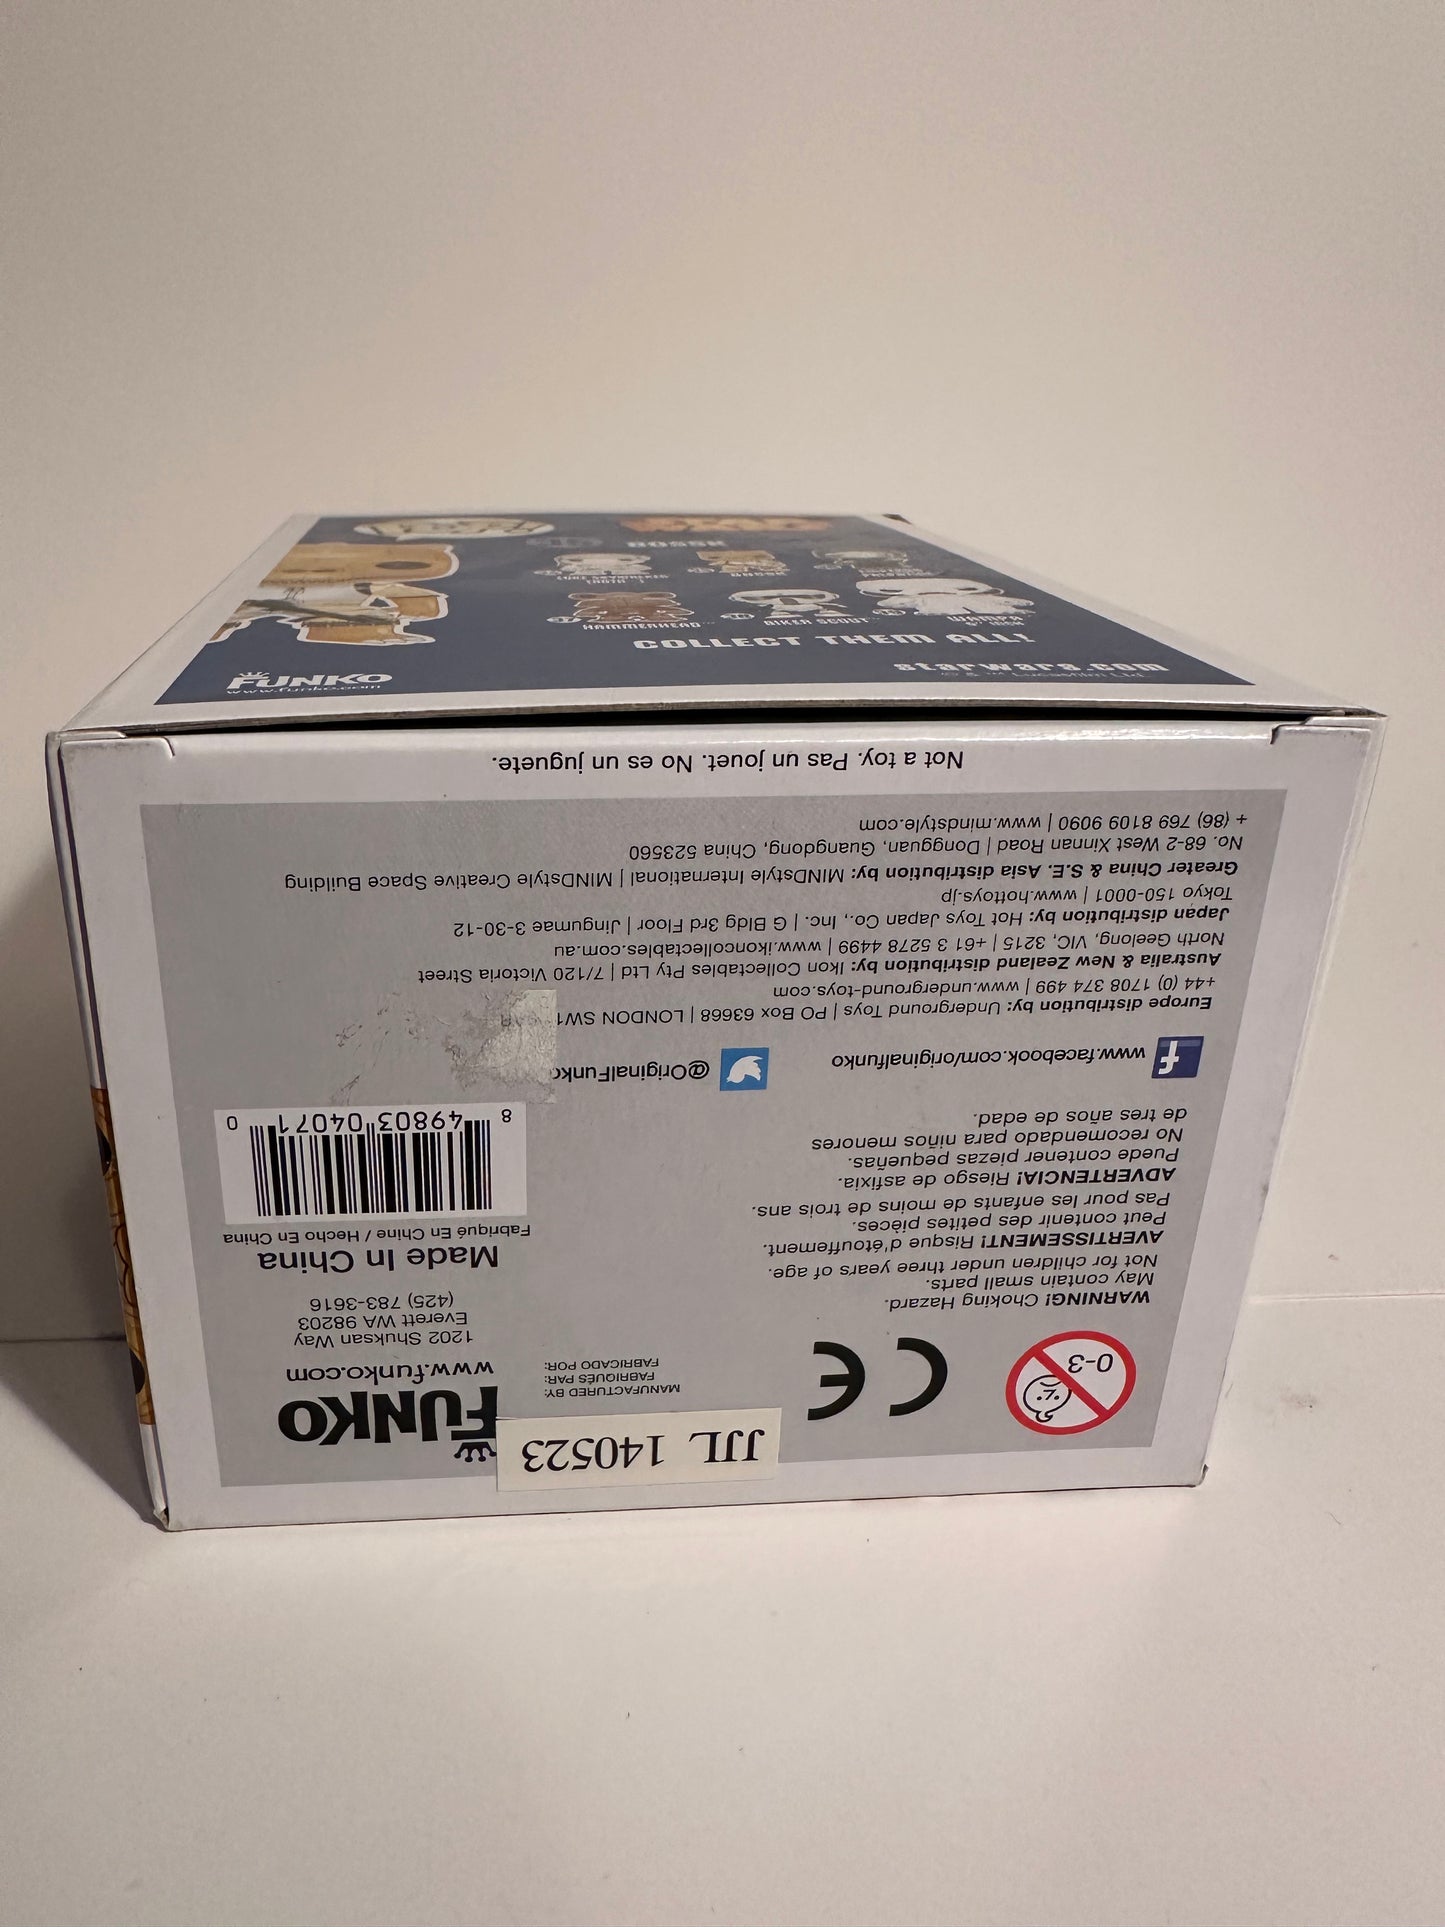 BOSSK
LUKE SKYWALKER
BOSSK
HAMMERHEAD
BIKER SCOUT
WAMPA
6" INCH
COLLECT THEM ALL!
starwars.com
© & ™ Lucasfilm Ltd.
FUNKO
www.funko.com
JJL 140523
FUNKO
www.funko.com
1202 Shuksan Way
Everett WA 98203
(425) 783-3616
Made In China
Fabriqué En Chine / Hecho En China
8 49803 04071 0
MANUFACTURED BY:
FABRIQUÉS PAR:
FABRICADO POR:
CE
0-3
WARNING! Choking Hazard.
May contain small parts.
Not for children under three years of age.
AVERTISSEMENT! Risque d'étouffement.
Peut contenir des petites pièces.
Pas pour les enfants de moins de trois ans.
ADVERTENCIA! Riesgo de asfixia.
Puede contener piezas pequeñas.
No recomendado para niños menores
de tres años de edad.
f www.facebook.com/originalfunko
@OriginalFunko
Europe distribution by: Underground Toys | PO Box 63668 | LONDON
+44 (0) 1708 374 499 | www.underground-toys.com
Australia & New Zealand distribution by: Ikon Collectables Pty Ltd | 7/120 Victoria Street
North Geelong, VIC, 3215 | +61 3 5278 4499 | www.ikoncollectables.com.au
Japan distribution by: Hot Toys Japan Co., Inc. | G Bldg 3rd Floor | Jingumae 3-30-12
Tokyo 150-0001 | www.hottoys.jp
Greater China & S.E. Asia distribution by: MINDstyle International | MINDstyle Creative Space Building
No. 68-2 West Xinnan Road | Dongguan, Guangdong, China 523560
+ (86) 769 8109 9090 | www.mindstyle.com
Not a toy. Pas un jouet. No es un juguete.